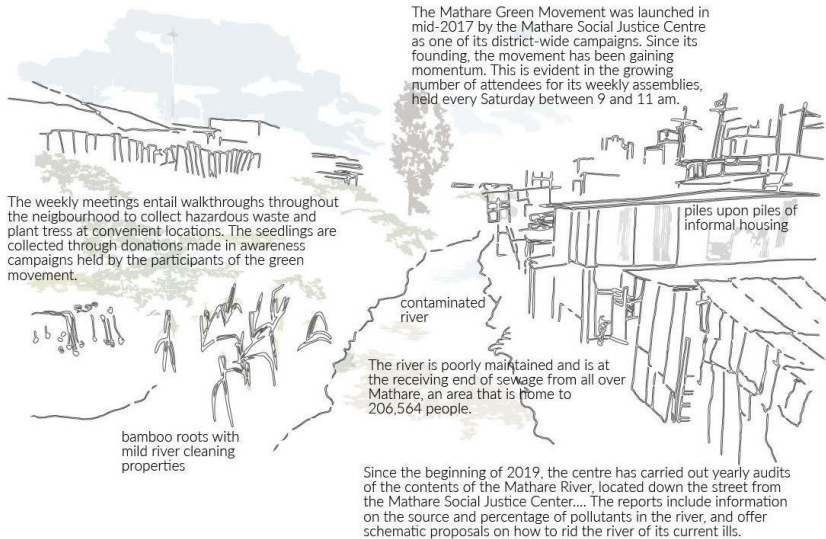 The Mathare Green Movement was launched in
mid-2017 by the Mathare Social Justice Centre
as one of its district-wide campaigns. Since its
founding, the movement has been gaining
momentum. This is evident in the growing
number of attendees for its weekly assemblies,
held every Saturday between 9 and 11 am.
The weekly meetings entail walkthroughs throughout
the neigbourhood to collect hazardous waste and
plant tress at convenient locations. The seedlings are
collected through donations made in awareness
campaigns held by the participants of the green
movement.
piles upon piles of
informal housing
contaminated
river
The river is poorly maintained and is at
the receiving end of sewage from all over
Mathare, an area that is home to
206,564 people.
bamboo roots with
mild river cleaning
properties
Since the beginning of 2019, the centre has carried out yearly audits
of the contents of the Mathare River, located down the street from
the Mathare Social Justice Center.... The reports include information
on the source and percentage of pollutants in the river, and offer
schematic proposals on how to rid the river of its current ills.